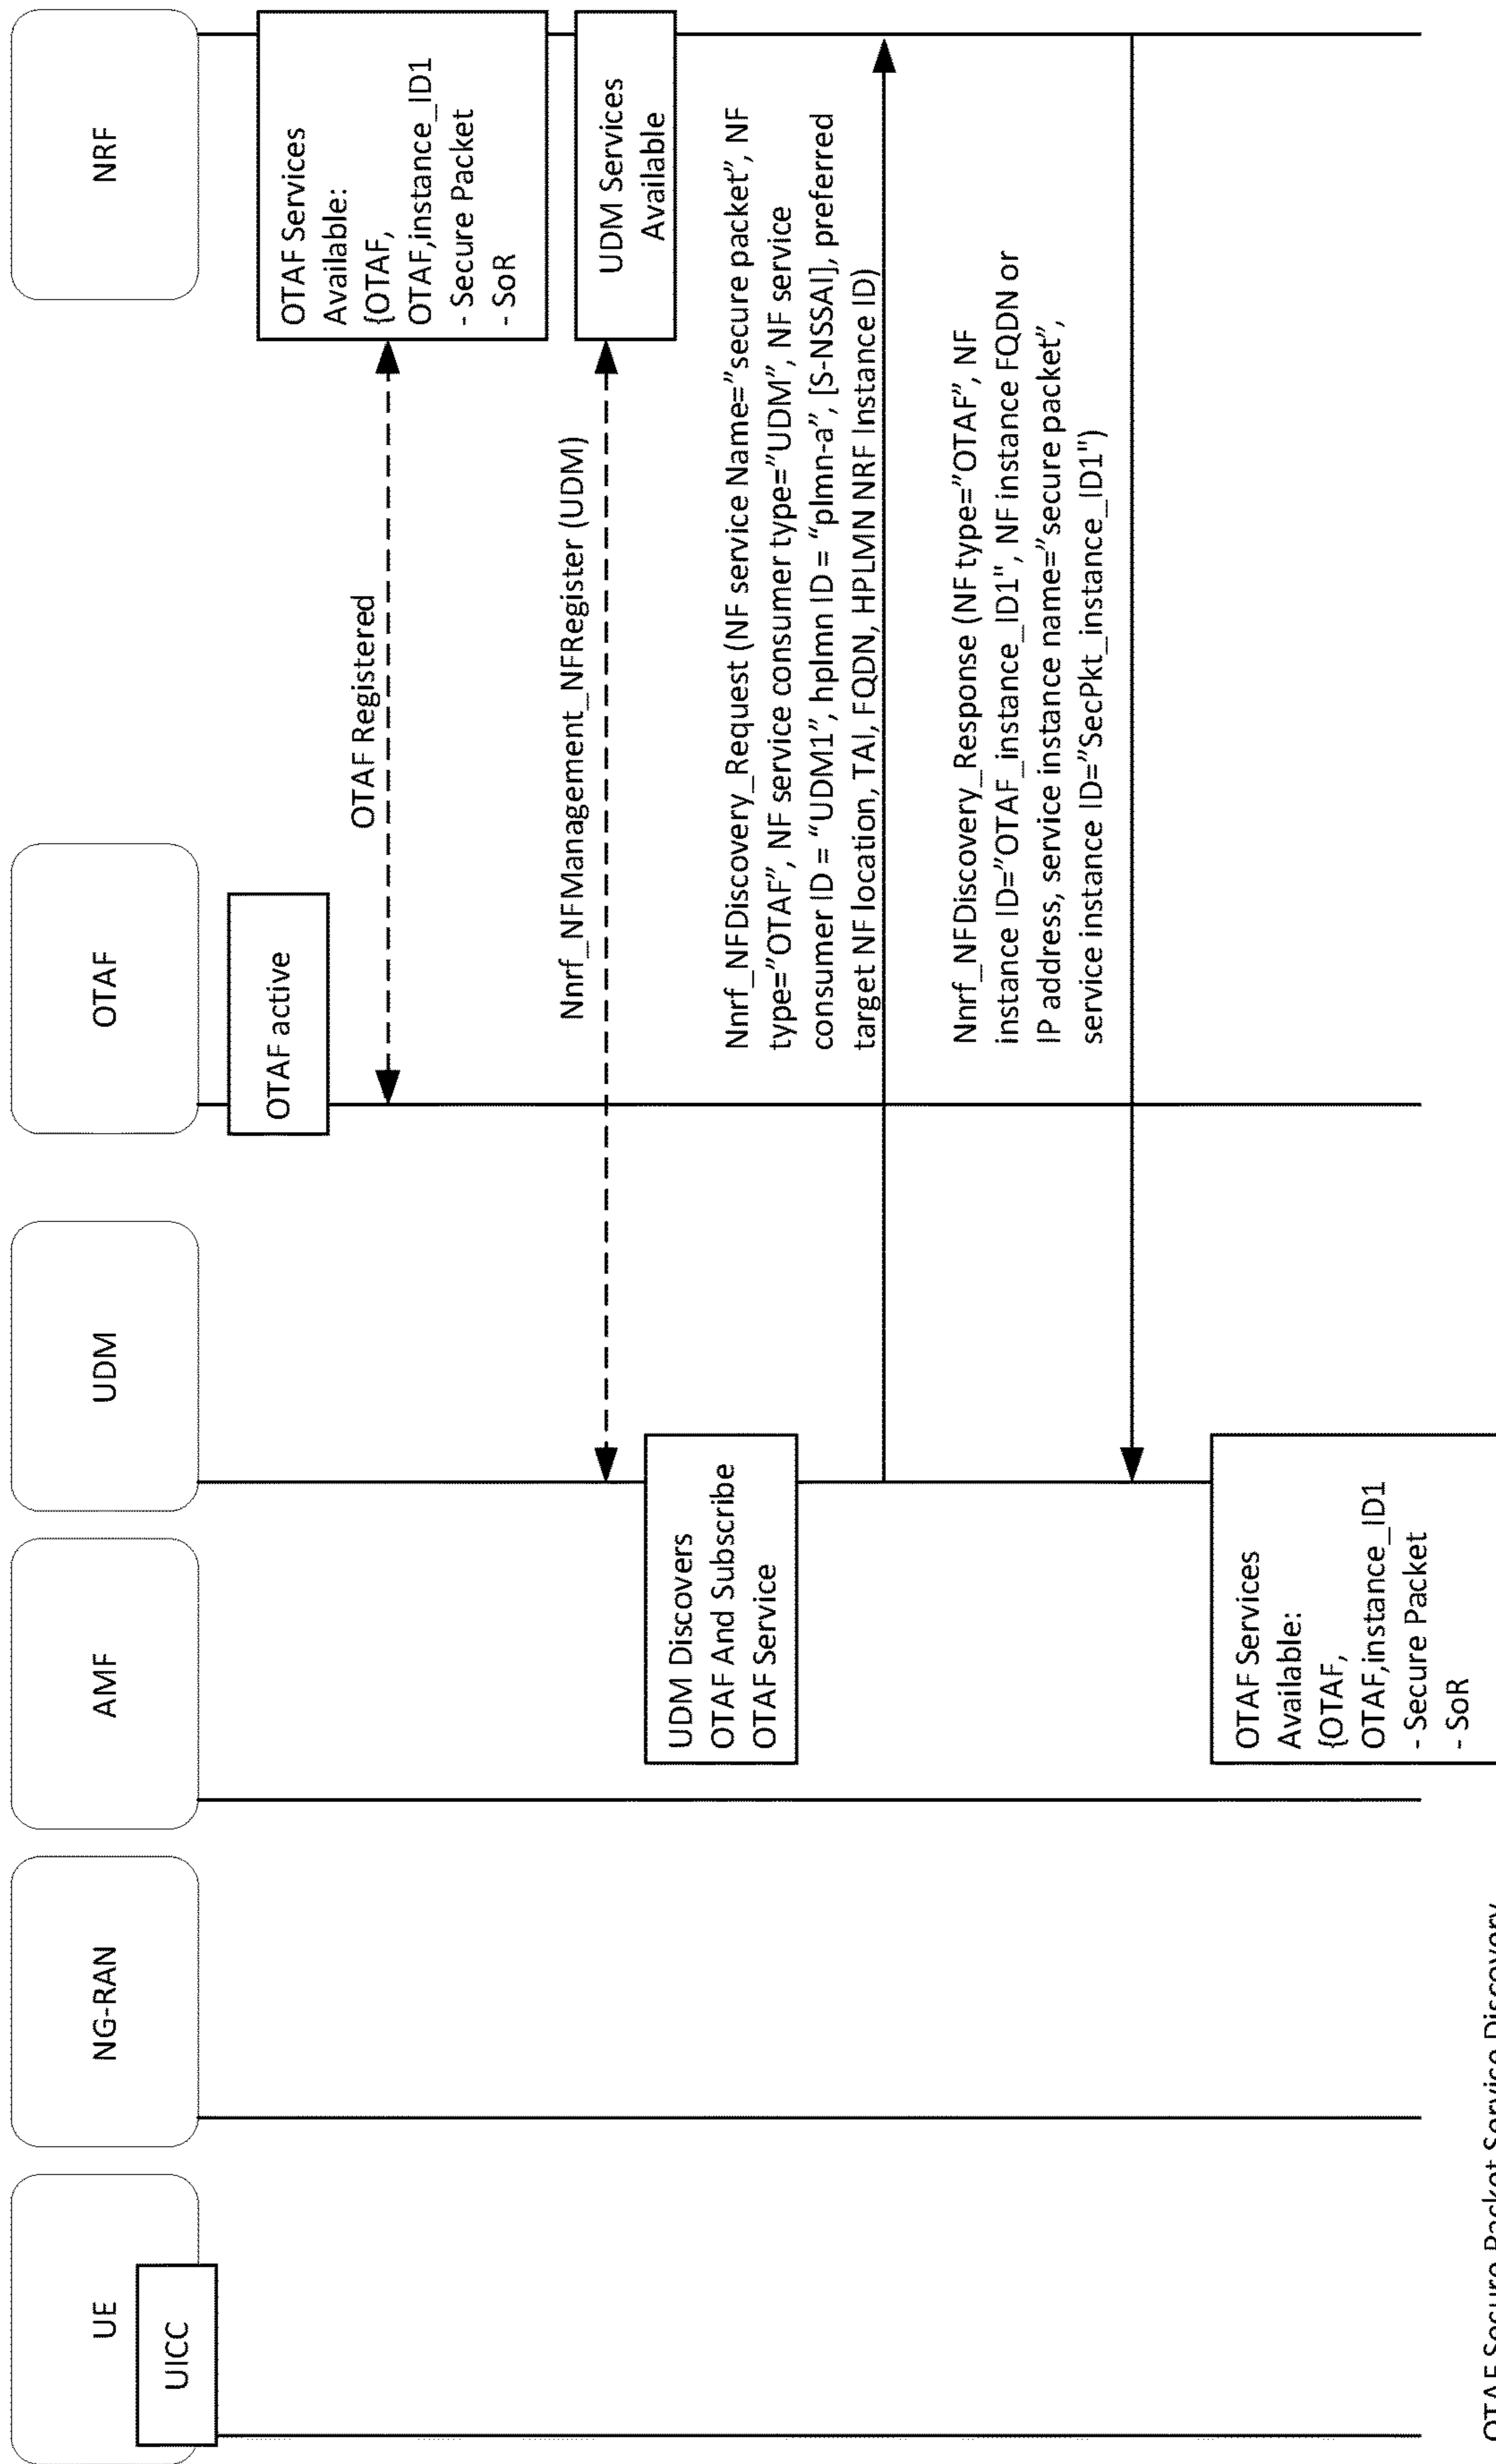 UE
UICC
NG-RAN
AMF
UDM
OTAF
NRF
OTAF active
OTAF Services
Available:
{OTAF,
OTAF,instance_ID1
- Secure Packet
- SoR
OTAF Registered
Nnrf_NFManagement_NFRegister (UDM)
UDM Services
Available
UDM Discovers
OTAF And Subscribe
OTAF Service
Nnrf_NFDiscovery_Request (NF service Name=”secure packet”, NF
type=”OTAF”, NF service consumer type=”UDM”, NF service
consumer ID = “UDM1”, hplmn ID = “plmn-a”, [S-NSSAI], preferred
target NF location, TAI, FQDN, HPLMN NRF Instance ID)
Nnrf_NFDiscovery_Response (NF type=”OTAF”, NF
instance ID=”OTAF_instance_ID1", NF instance FQDN or
IP address, service instance name=”secure packet”,
service instance ID=”SecPkt_instance_ID1")
OTAF Services
Available:
{OTAF,
OTAF,instance_ID1
- Secure Packet
- SoR
OTAF Secure Packet Service Discovery